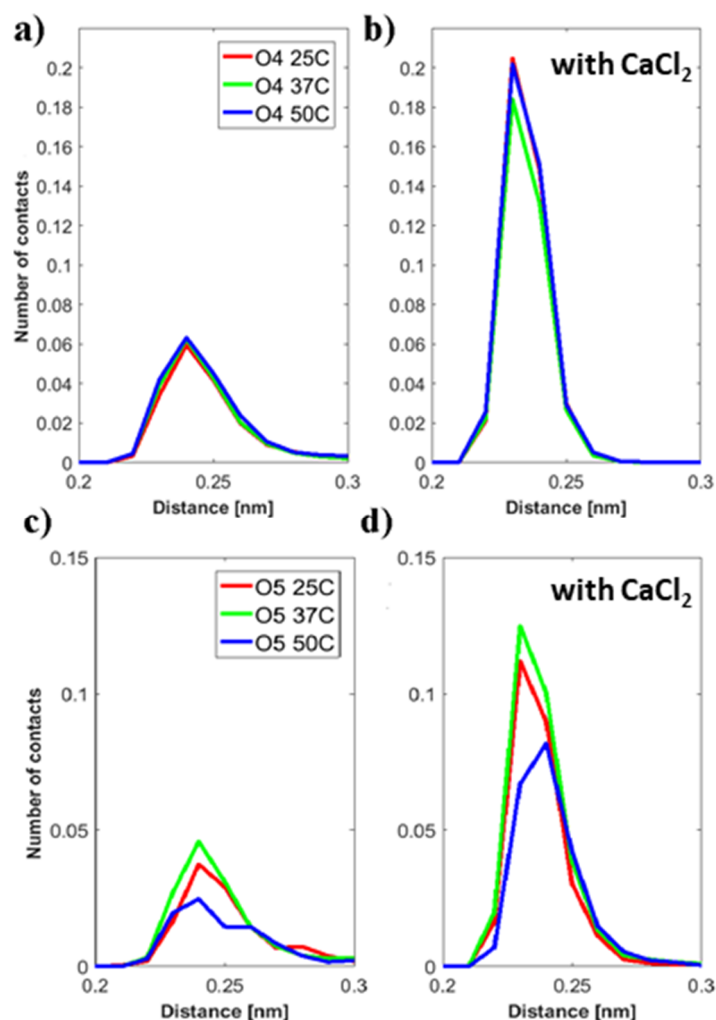 a)
O4 25C
O4 37C
O4 50C
Number of contacts
0.2
0.18
0.16
0.14
0.12
0.1
0.08
0.06
0.04
0.02
0
0.2
0.25
0.3
Distance [nm]
b)
with CaCl₂
0.2
0.18
0.16
0.14
0.12
0.1
0.08
0.06
0.04
0.02
0
0.2
0.25
0.3
Distance [nm]
c)
O5 25C
O5 37C
O5 50C
Number of contacts
0.15
0.1
0.05
0
0.2
0.25
0.3
Distance [nm]
d)
with CaCl₂
0.15
0.1
0.05
0
0.2
0.25
0.3
Distance [nm]